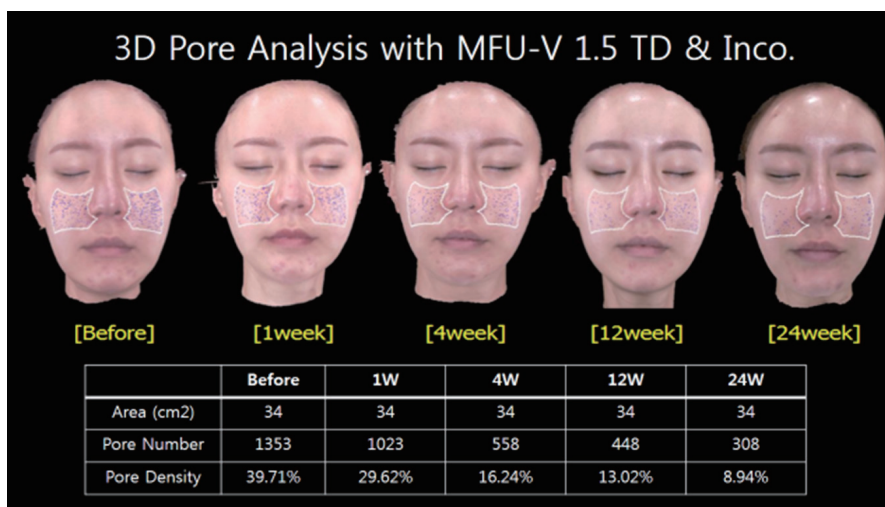 3D Pore Analysis with MFU-V 1.5 TD & Inco.
[Before] [1week] [4week] [12week] [24week]
Before 1W 4W 12W 24W
Area (cm2) 34 34 34 34 34
Pore Number 1353 1023 558 448 308
Pore Density 39.71% 29.62% 16.24% 13.02% 8.94%